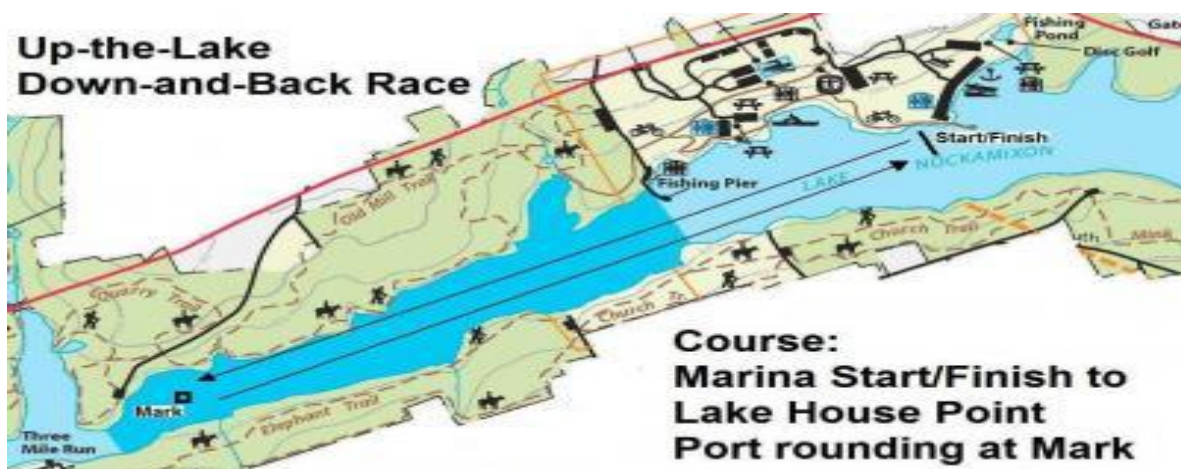 Up-the-Lake
Down-and-Back Race
Fishing
Pond
Gate
Disc Golf
Start/Finish
LAKE NOCKAMIXON
Fishing Pier
Old Mill Trail
Church Trail
Quarry Trail
Church Tr.
Mark
Elephant Trail
Three
Mile Run
Course:
Marina Start/Finish to
Lake House Point
Port rounding at Mark